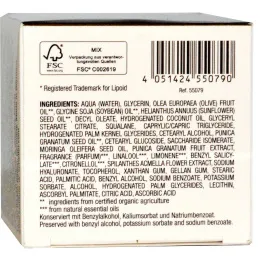 FSC
MIX
Verpackung aus verantwor-
tungsvollen Quellen
FSC® C002619
4 051424 550790
* Registered Trademark for Lipoid
Ref. 55079
INGREDIENTS: AQUA (WATER), GLYCERIN, OLEA EUROPAEA (OLIVE) FRUIT
OIL**, GLYCINE SOJA (SOYBEAN) OIL**, HELIANTHUS ANNUUS (SUNFLOWER)
SEED OIL**, DECYL OLEATE, HYDROGENATED COCONUT OIL, GLYCERYL
STEARATE CITRATE, SQUALANE, CAPRYLIC/CAPRIC TRIGLYCERIDE,
HYDROGENATED PALM KERNEL GLYCERIDES, CETEARYL ALCOHOL, PUNICA
GRANATUM SEED OIL**, CETEARYL GLUCOSIDE, SACCHARIDE ISOMERATE,
MORINGA OLEIFERA SEED OIL, PUNICA GRANATUM FRUIT EXTRACT,
FRAGRANCE (PARFUM)***, LINALOOL***, LIMONENE***, BENZYL SALICY-
LATE***, CITRONELLOL***, SPILANTHES ACMELLA FLOWER EXTRACT, SODIUM
HYALURONATE, TOCOPHEROL, XANTHAN GUM, GELLAN GUM, STEARIC
ACID, PALMITIC ACID, BENZYL ALCOHOL, SODIUM BENZOATE, POTASSIUM
SORBATE, ALCOHOL, HYDROGENATED PALM GLYCERIDES, LECITHIN,
ASCORBYL PALMITATE, CITRIC ACID, ASCORBIC ACID
** ingredients from certified organic agriculture
*** from natural essential oils
Konserviert mit Benzylalkohol, Kaliumsorbat und Natriumbenzoat.
Preserved with benzyl alcohol, potassium sorbate and sodium benzoate.